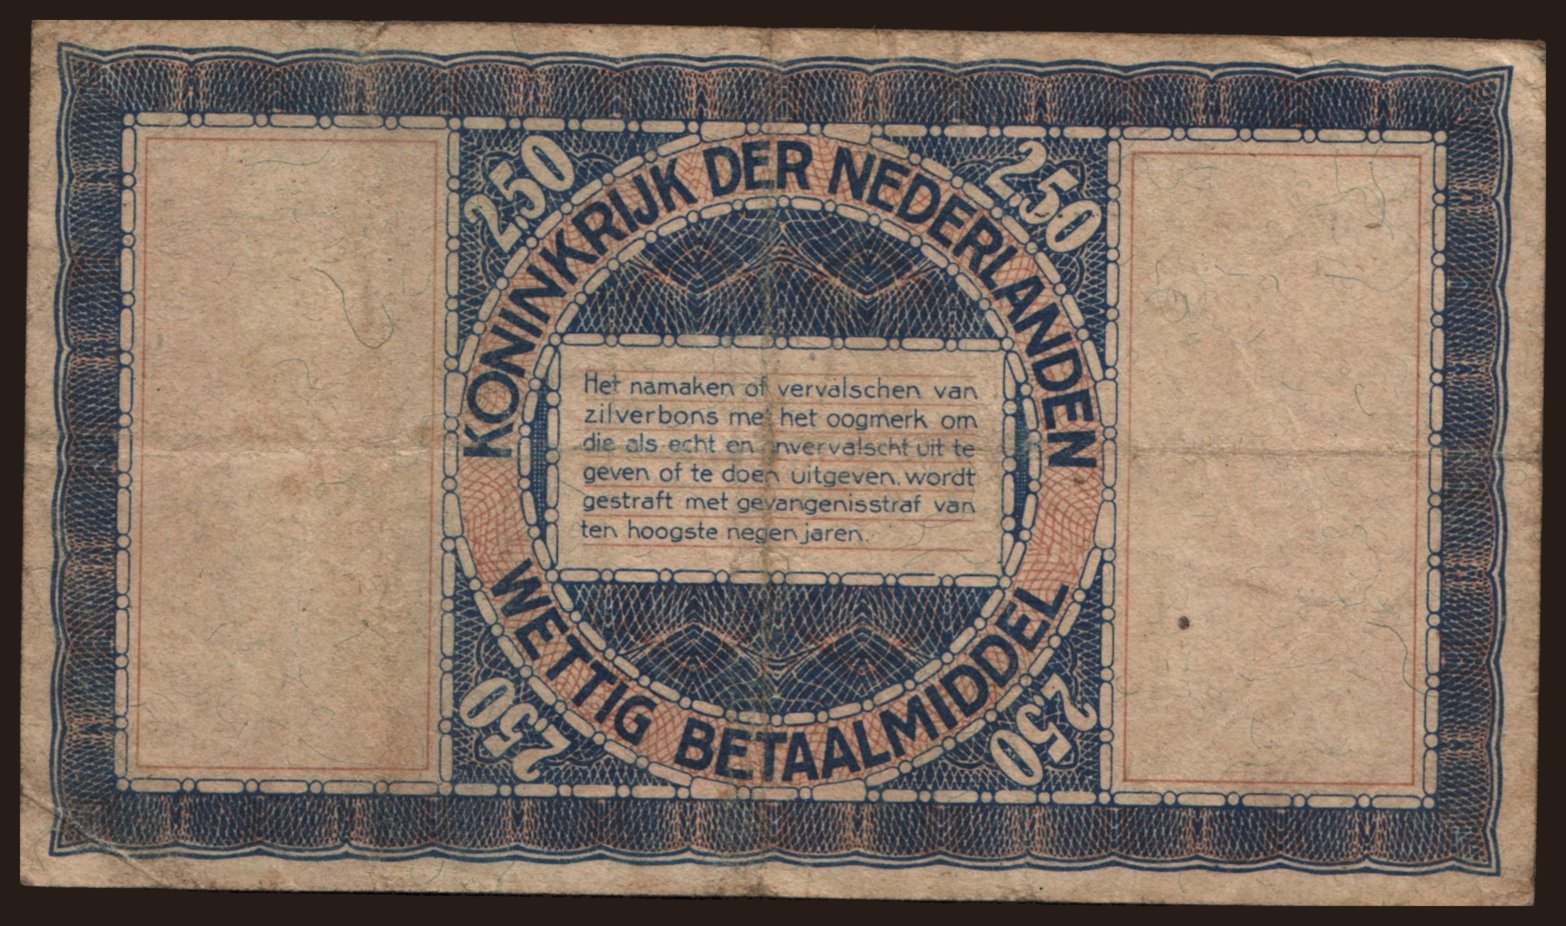 2.50
2.50
KONINKRIJK DER NEDERLANDEN
Het namaken of vervalschen van
zilverbons met het oogmerk om
die als echt en onvervalscht uit te
geven of te doen uitgeven, wordt
gestraft met gevangenisstraf van
ten hoogste negen jaren.
WETTIG BETAALMIDDEL
2.50
2.50